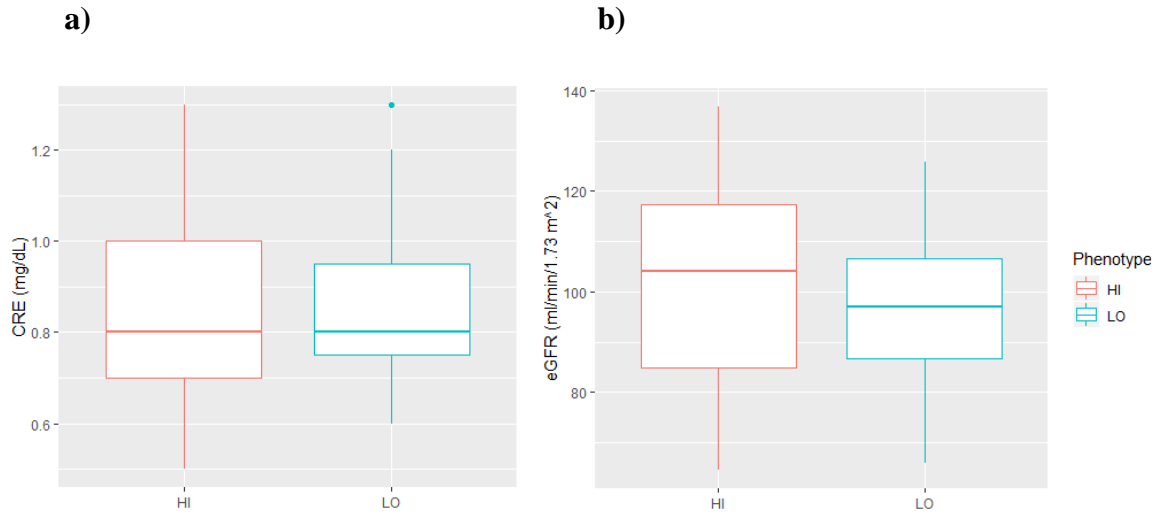 a)
CRE (mg/dL)
1.2
1.0
0.8
0.6
HI
LO
b)
eGFR (ml/min/1.73 m^2)
140
120
100
80
HI
LO
Phenotype
HI
LO